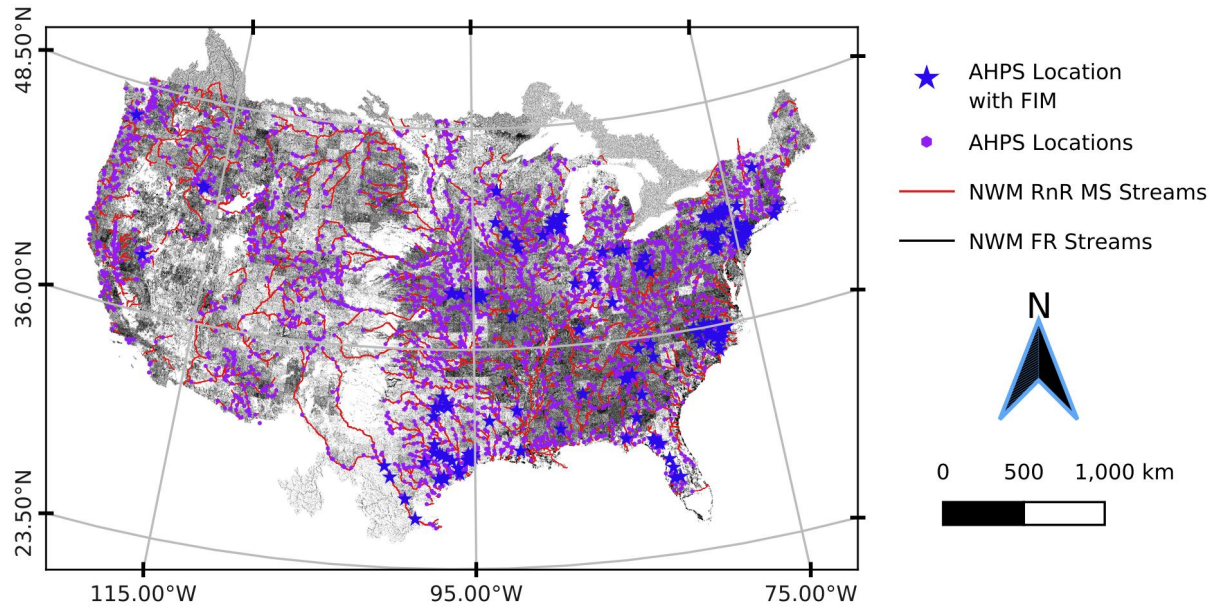 48.50°N
36.00°N
23.50°N
115.00°W
95.00°W
75.00°W
AHPS Location
with FIM
AHPS Locations
NWM RnR MS Streams
NWM FR Streams
N
0 500 1,000 km